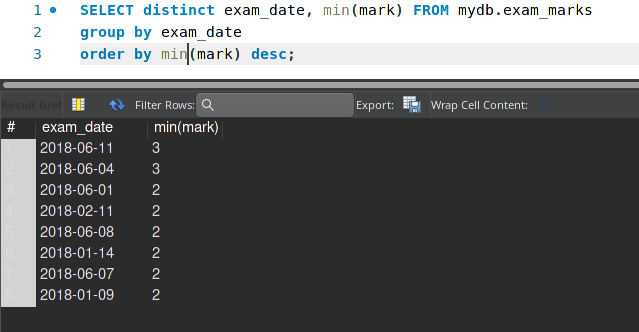 1 SELECT distinct exam_date, min(mark) FROM mydb.exam_marks
2 group by exam_date
3 order by min(mark) desc;
Result Grid Filter Rows: Export: Wrap Cell Content:
# exam_date min(mark)
1 2018-06-11 3
2 2018-06-04 3
3 2018-06-01 2
4 2018-02-11 2
5 2018-06-08 2
6 2018-01-14 2
7 2018-06-07 2
8 2018-01-09 2